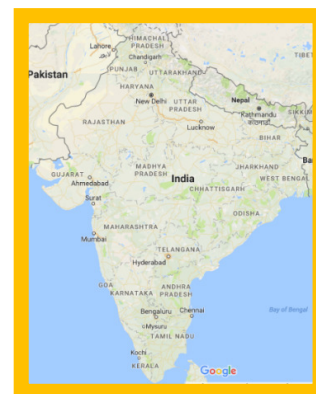 HIMACHAL
PRADESH
Lahore
Chandigarh
TIBET
PUNJAB
UTTARAKHAND
Pakistan
HARYANA
New Delhi
UTTAR
PRADESH
Nepal
Kathmandu
काठमाडौं
SIKKIM
RAJASTHAN
Lucknow
BIHAR
GUJARAT
Ahmedabad
MADHYA
PRADESH
India
JHARKHAND
WEST BENGAL
Ba
CHHATTISGARH
Surat
ODISHA
MAHARASHTRA
Mumbai
TELANGANA
Hyderabad
GOA
KARNATAKA
ANDHRA
PRADESH
Bay of Bengal
Bengaluru
Chennai
Mysuru
TAMIL NADU
Kochi
KERALA
Google